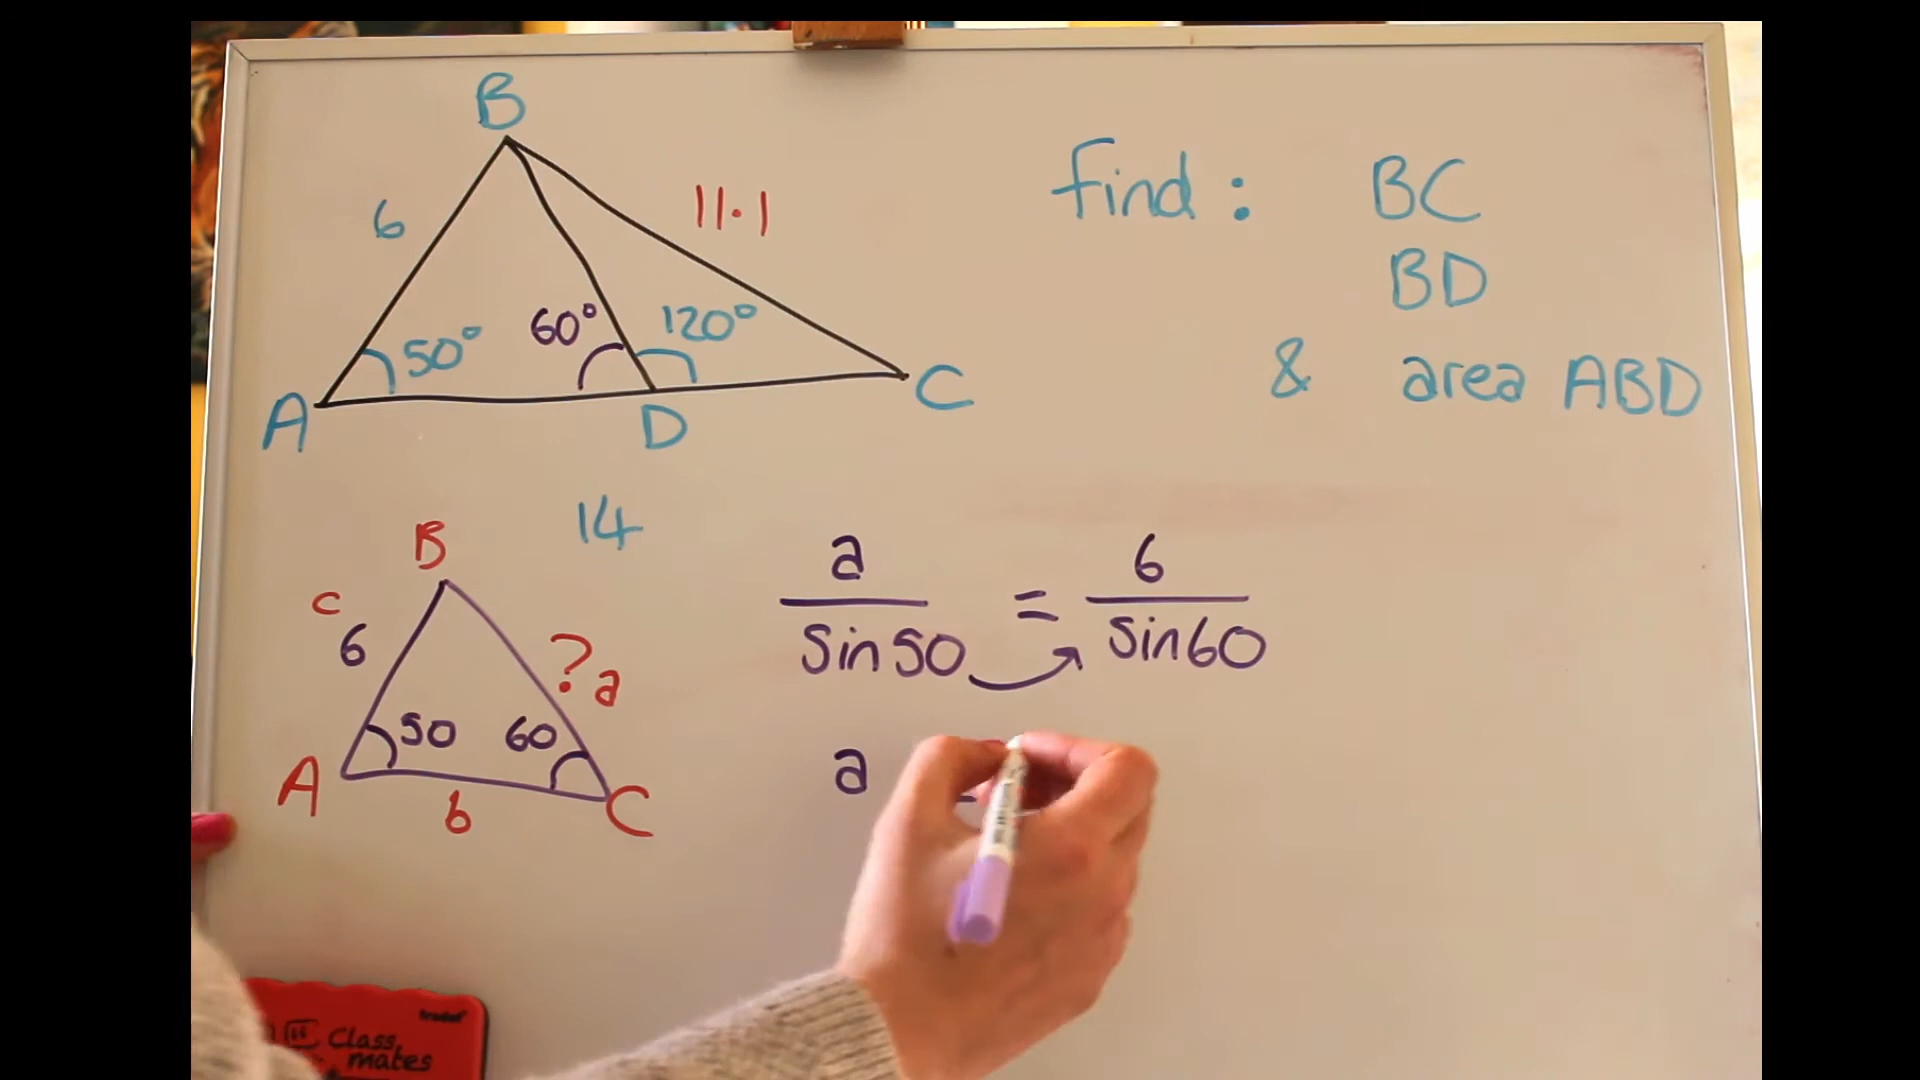 B
6
11.1
find :
BC
BD
50°
60°
120°
& area ABD
A
D
C
14
B
c
6
? a
50
60
A
b
C
a
sin50
=
6
sin60
a
Class
mates